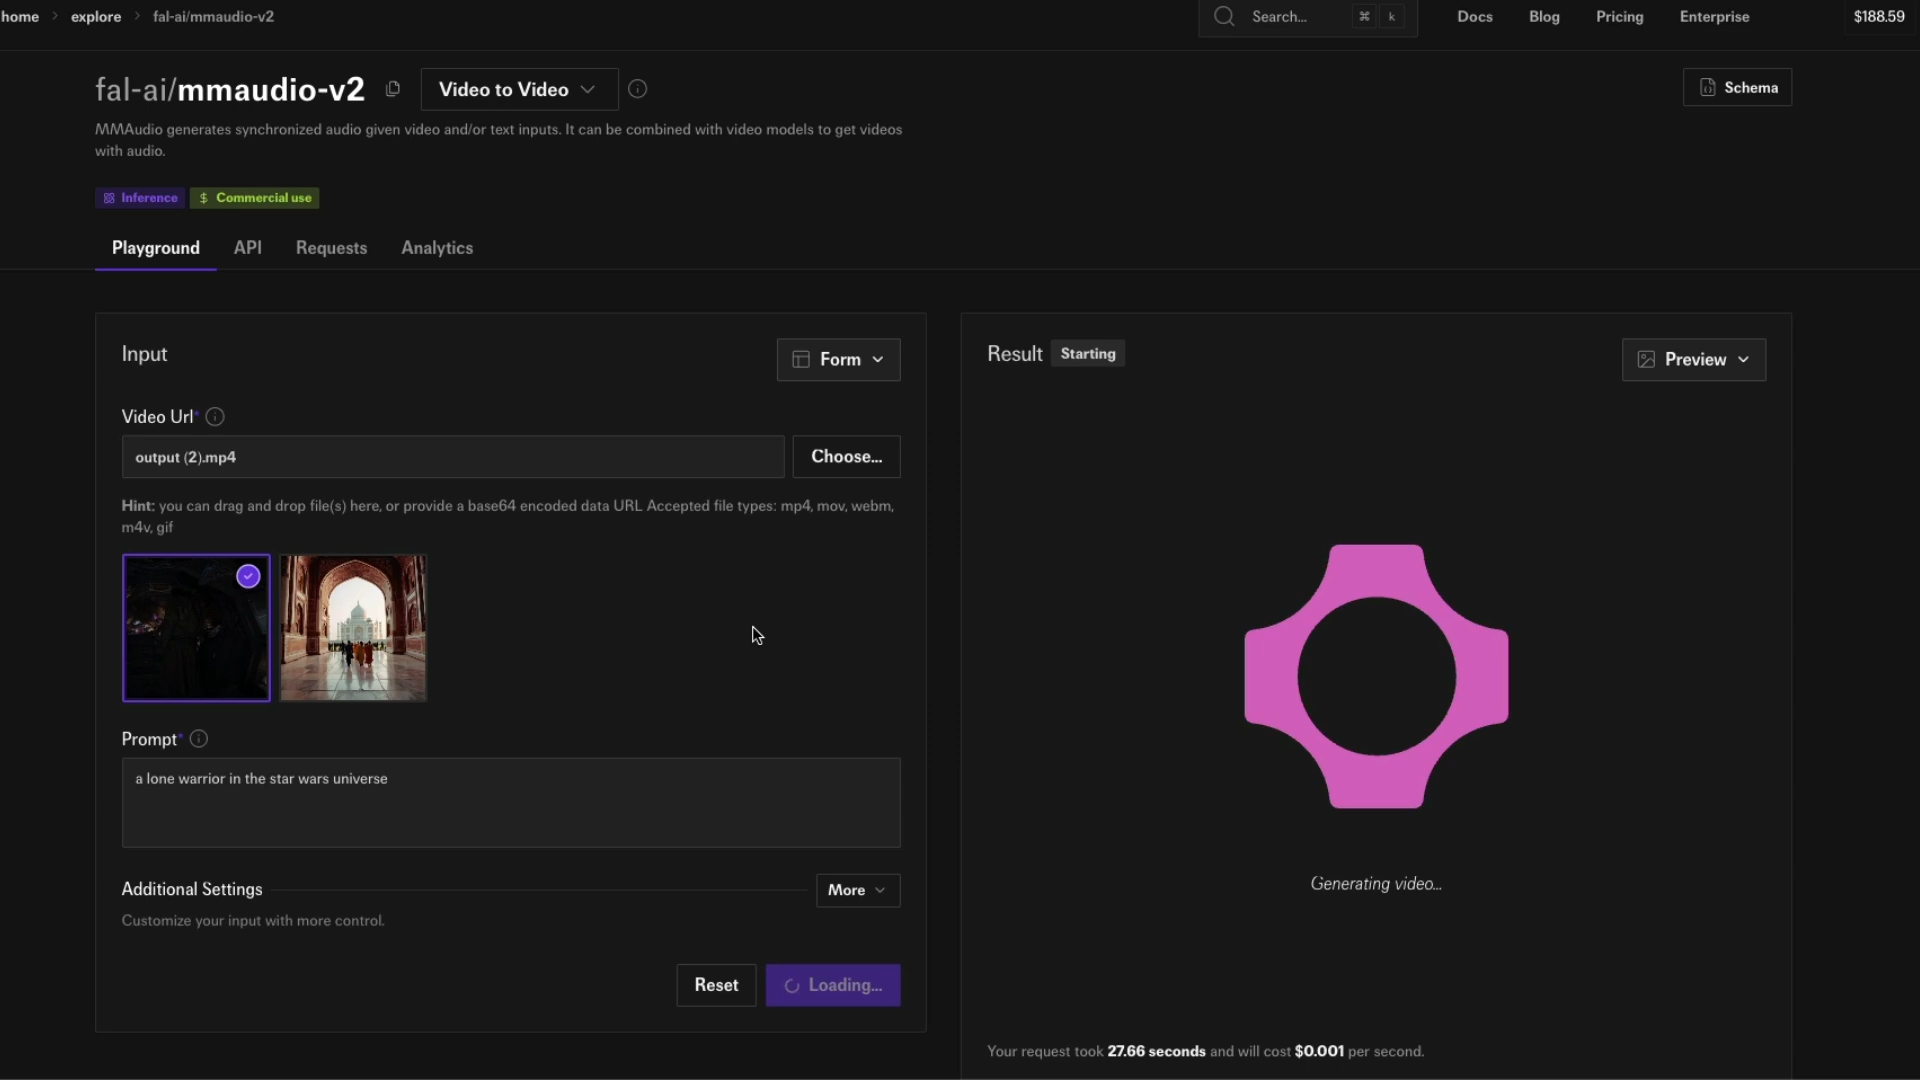 home > explore > fal-ai/mmaudio-v2
Search... ⌘ k
Docs Blog Pricing Enterprise
$188.59
fal-ai/mmaudio-v2
Video to Video
Schema
MMAudio generates synchronized audio given video and/or text inputs. It can be combined with video models to get videos
with audio.
Inference
$ Commercial use
Playground API Requests Analytics
Input
Form
Video Url*
output (2).mp4
Choose...
Hint: you can drag and drop file(s) here, or provide a base64 encoded data URL Accepted file types: mp4, mov, webm,
m4v, gif
Prompt*
a lone warrior in the star wars universe
Additional Settings
More
Customize your input with more control.
Reset
Loading...
Result
Starting
Preview
Generating video...
Your request took 27.66 seconds and will cost $0.001 per second.